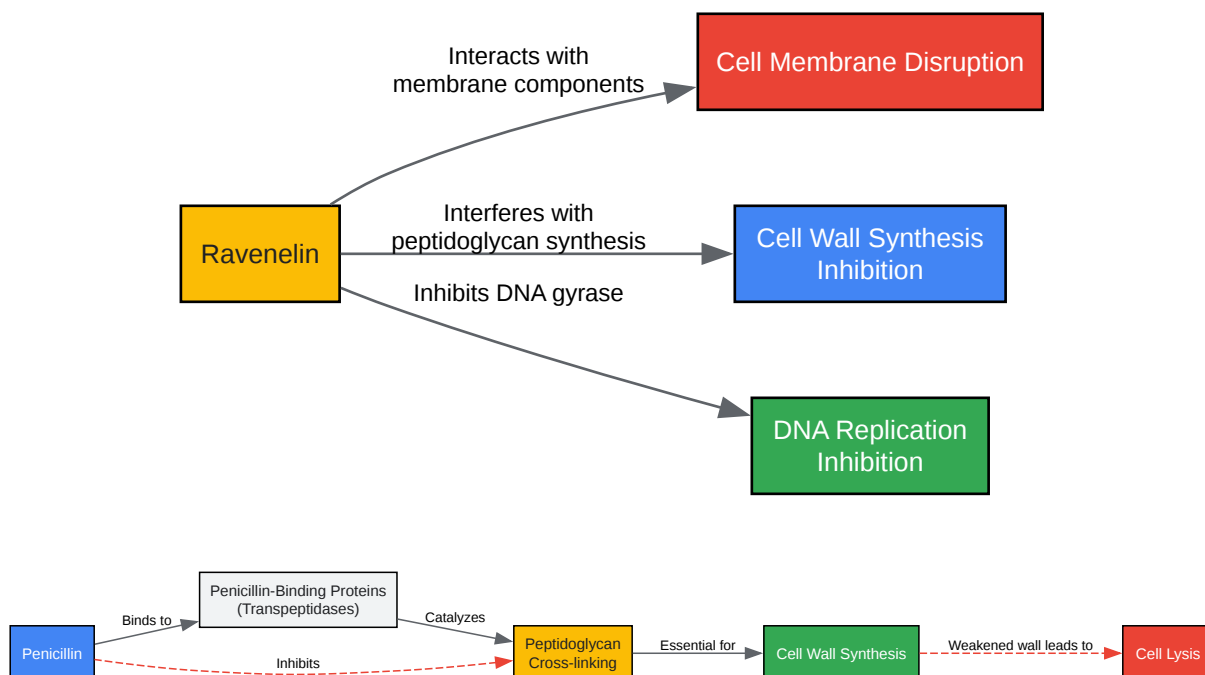 Interacts with
membrane components
Cell Membrane Disruption
Ravenelin
Interferes with
peptidoglycan synthesis
Cell Wall Synthesis
Inhibition
Inhibits DNA gyrase
DNA Replication
Inhibition
Penicillin
Binds to
Penicillin-Binding Proteins
(Transpeptidases)
Catalyzes
Inhibits
Peptidoglycan
Cross-linking
Essential for
Cell Wall Synthesis
Weakened wall leads to
Cell Lysis